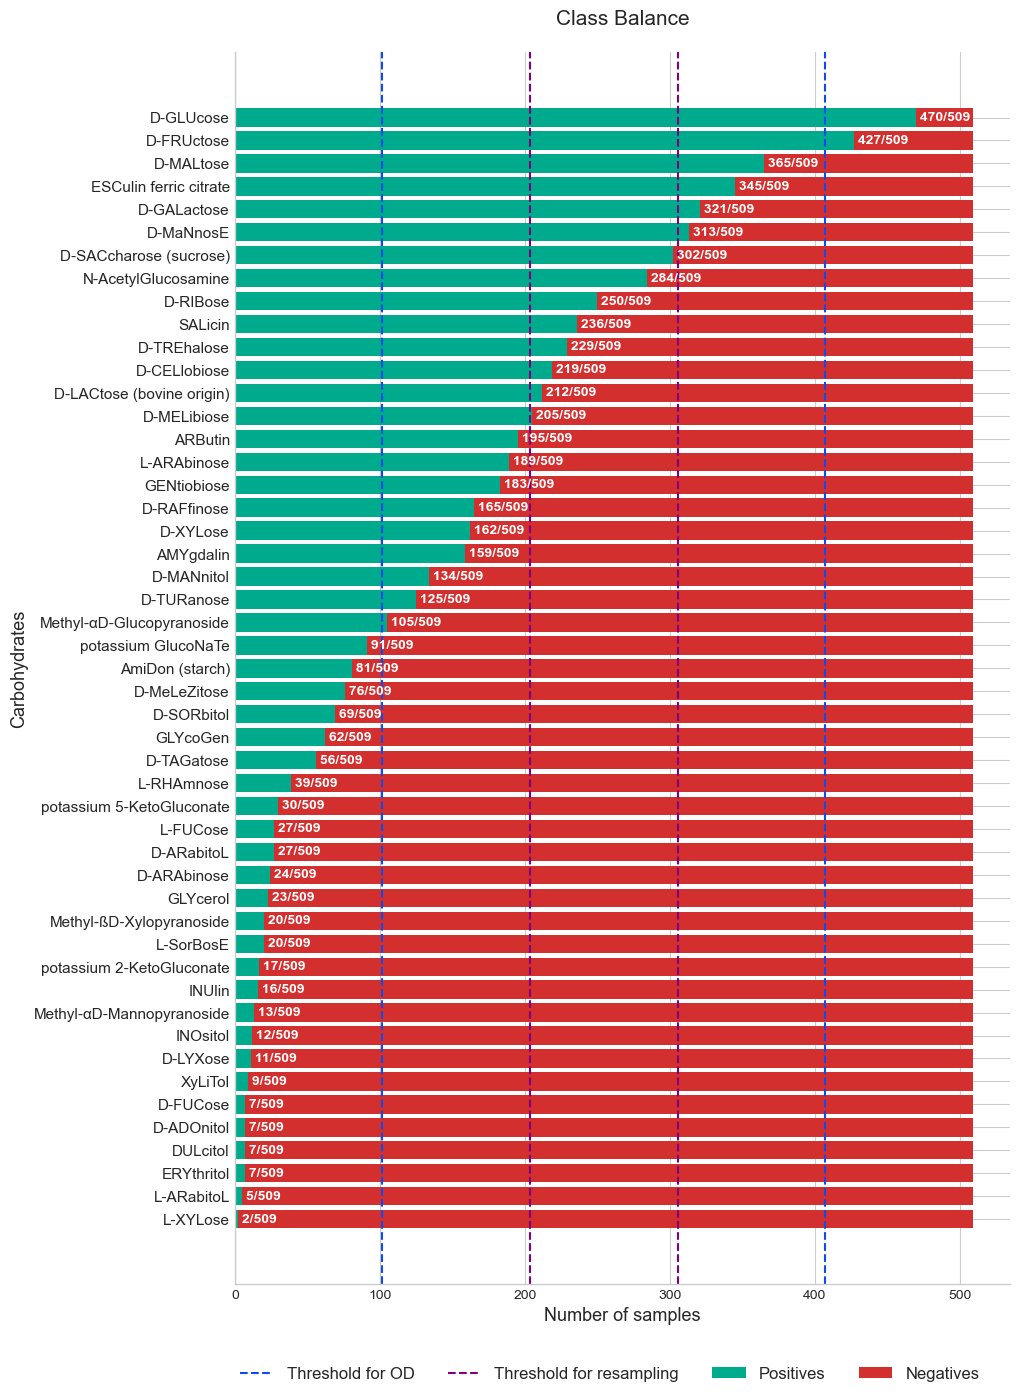 Class Balance
D-GLUcose 470/509
D-FRUctose 427/509
D-MALtose 365/509
ESCulin ferric citrate 345/509
D-GALactose 321/509
D-MaNnosE 313/509
D-SACcharose (sucrose) 302/509
N-AcetylGlucosamine 284/509
D-RIBose 250/509
SALicin 236/509
D-TREhalose 229/509
D-CELlobiose 219/509
D-LACtose (bovine origin) 212/509
D-MELibiose 205/509
ARButin 195/509
L-ARAbinose 189/509
GENtiobiose 183/509
D-RAFfinose 165/509
D-XYLose 162/509
AMYgdalin 159/509
D-MANnitol 134/509
D-TURanose 125/509
Methyl-αD-Glucopyranoside 105/509
potassium GlucoNaTe 91/509
AmiDon (starch) 81/509
D-MeLeZitose 76/509
D-SORbitol 69/509
GLYcoGen 62/509
D-TAGatose 56/509
L-RHAmnose 39/509
potassium 5-KetoGluconate 30/509
L-FUCose 27/509
D-ARabitoL 27/509
D-ARAbinose 24/509
GLYcerol 23/509
Methyl-ßD-Xylopyranoside 20/509
L-SorBosE 20/509
potassium 2-KetoGluconate 17/509
INUlin 16/509
Methyl-αD-Mannopyranoside 13/509
INOsitol 12/509
D-LYXose 11/509
XyLiTol 9/509
D-FUCose 7/509
D-ADOnitol 7/509
DULcitol 7/509
ERYthritol 7/509
L-ARabitoL 5/509
L-XYLose 2/509
Carbohydrates
0 100 200 300 400 500
Number of samples
Threshold for OD Threshold for resampling Positives Negatives